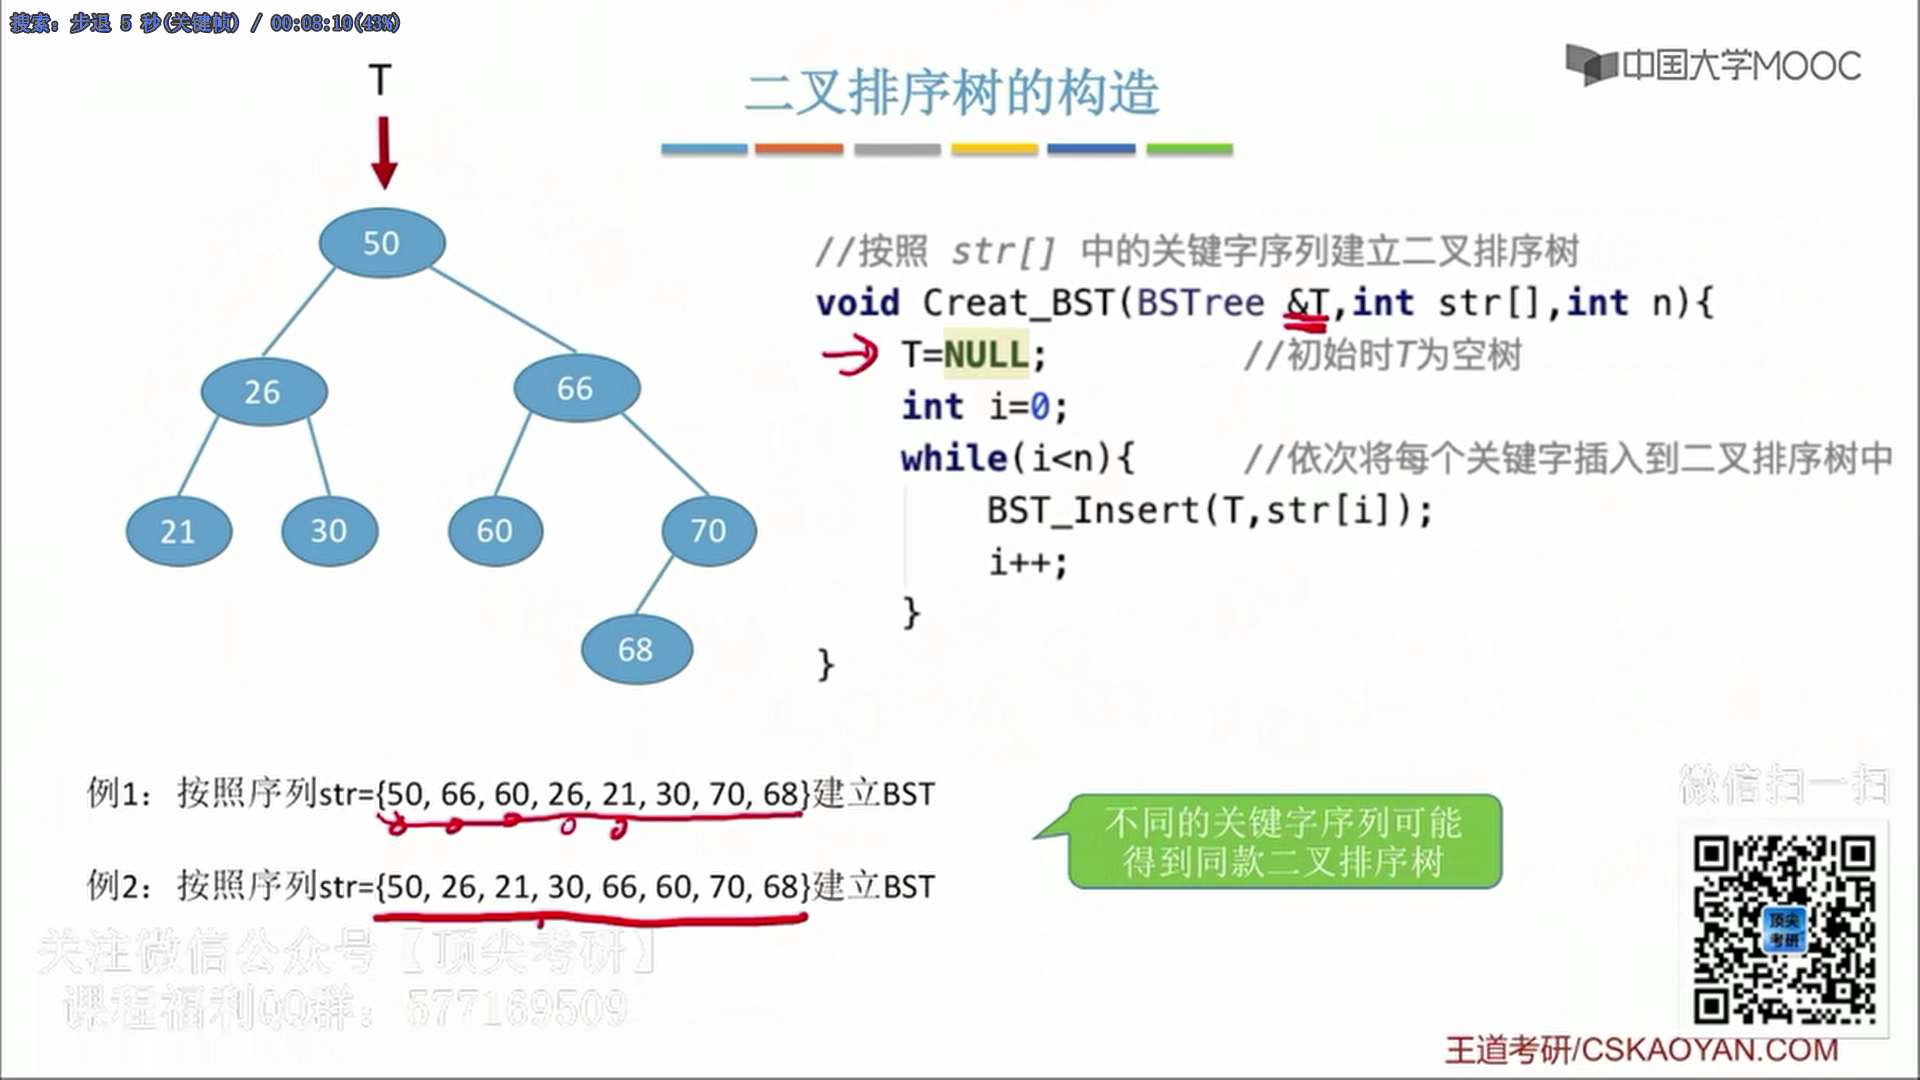 搜索: 步退 5 秒(关键帧) / 00:08:10(43%)
中国大学MOOC
二叉排序树的构造
T
50
26
66
21
30
60
70
68
//按照 str[] 中的关键字序列建立二叉排序树
void Creat_BST(BSTree &T,int str[],int n){
T=NULL; //初始时T为空树
int i=0;
while(i<n){ //依次将每个关键字插入到二叉排序树中
BST_Insert(T,str[i]);
i++;
}
}
例1：按照序列str={50, 66, 60, 26, 21, 30, 70, 68}建立BST
例2：按照序列str={50, 26, 21, 30, 66, 60, 70, 68}建立BST
不同的关键字序列可能
得到同款二叉排序树
微信扫一扫
顶尖
考研
关注微信公众号【顶尖考研】
课程福利QQ群：577169509
王道考研/CSKAOYAN.COM